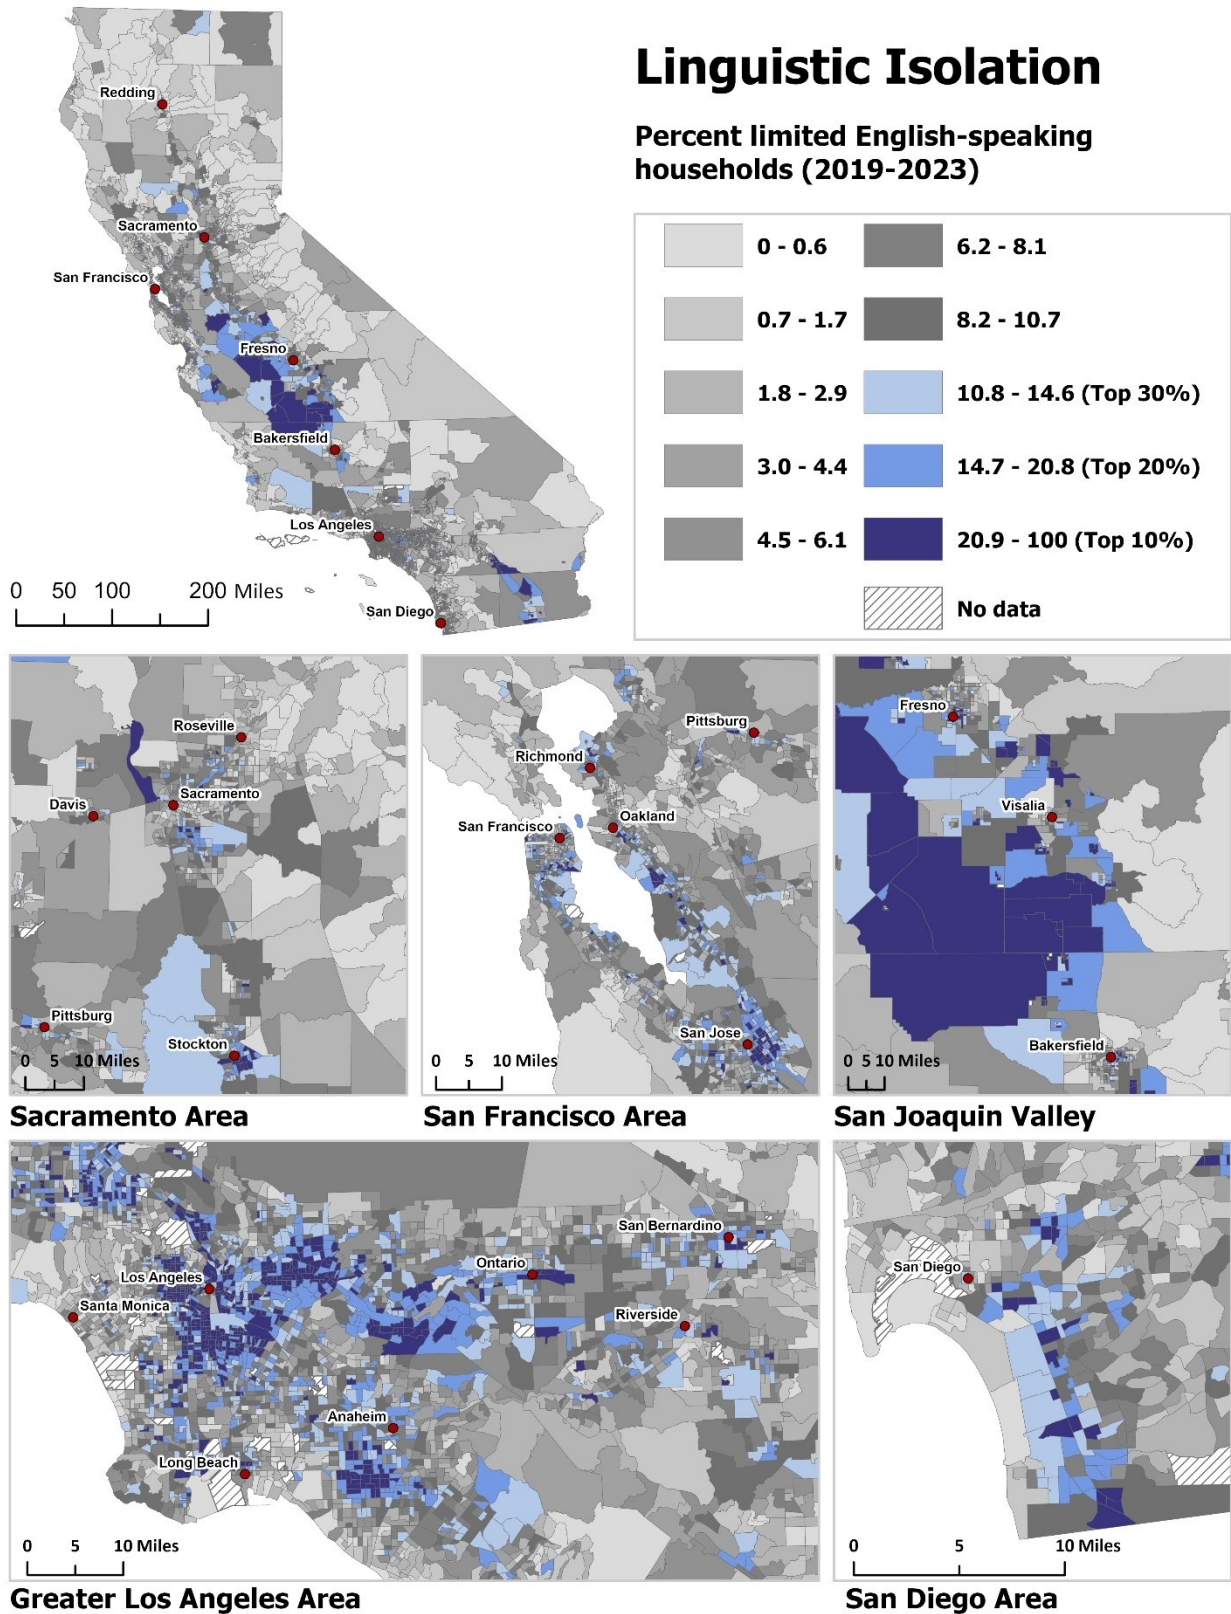 Linguistic Isolation
Percent limited English-speaking
households (2019-2023)
0 - 0.6
6.2 - 8.1
0.7 - 1.7
8.2 - 10.7
1.8 - 2.9
10.8 - 14.6 (Top 30%)
3.0 - 4.4
14.7 - 20.8 (Top 20%)
4.5 - 6.1
20.9 - 100 (Top 10%)
No data
Redding
Sacramento
San Francisco
Fresno
Bakersfield
Los Angeles
San Diego
0 50 100 200 Miles
Roseville
Sacramento
Davis
Pittsburg
Stockton
0 5 10 Miles
Sacramento Area
Pittsburg
Richmond
Oakland
San Francisco
San Jose
0 5 10 Miles
San Francisco Area
Fresno
Visalia
Bakersfield
0 5 10 Miles
San Joaquin Valley
San Bernardino
Ontario
Los Angeles
Santa Monica
Riverside
Anaheim
Long Beach
0 5 10 Miles
Greater Los Angeles Area
San Diego
0 5 10 Miles
San Diego Area